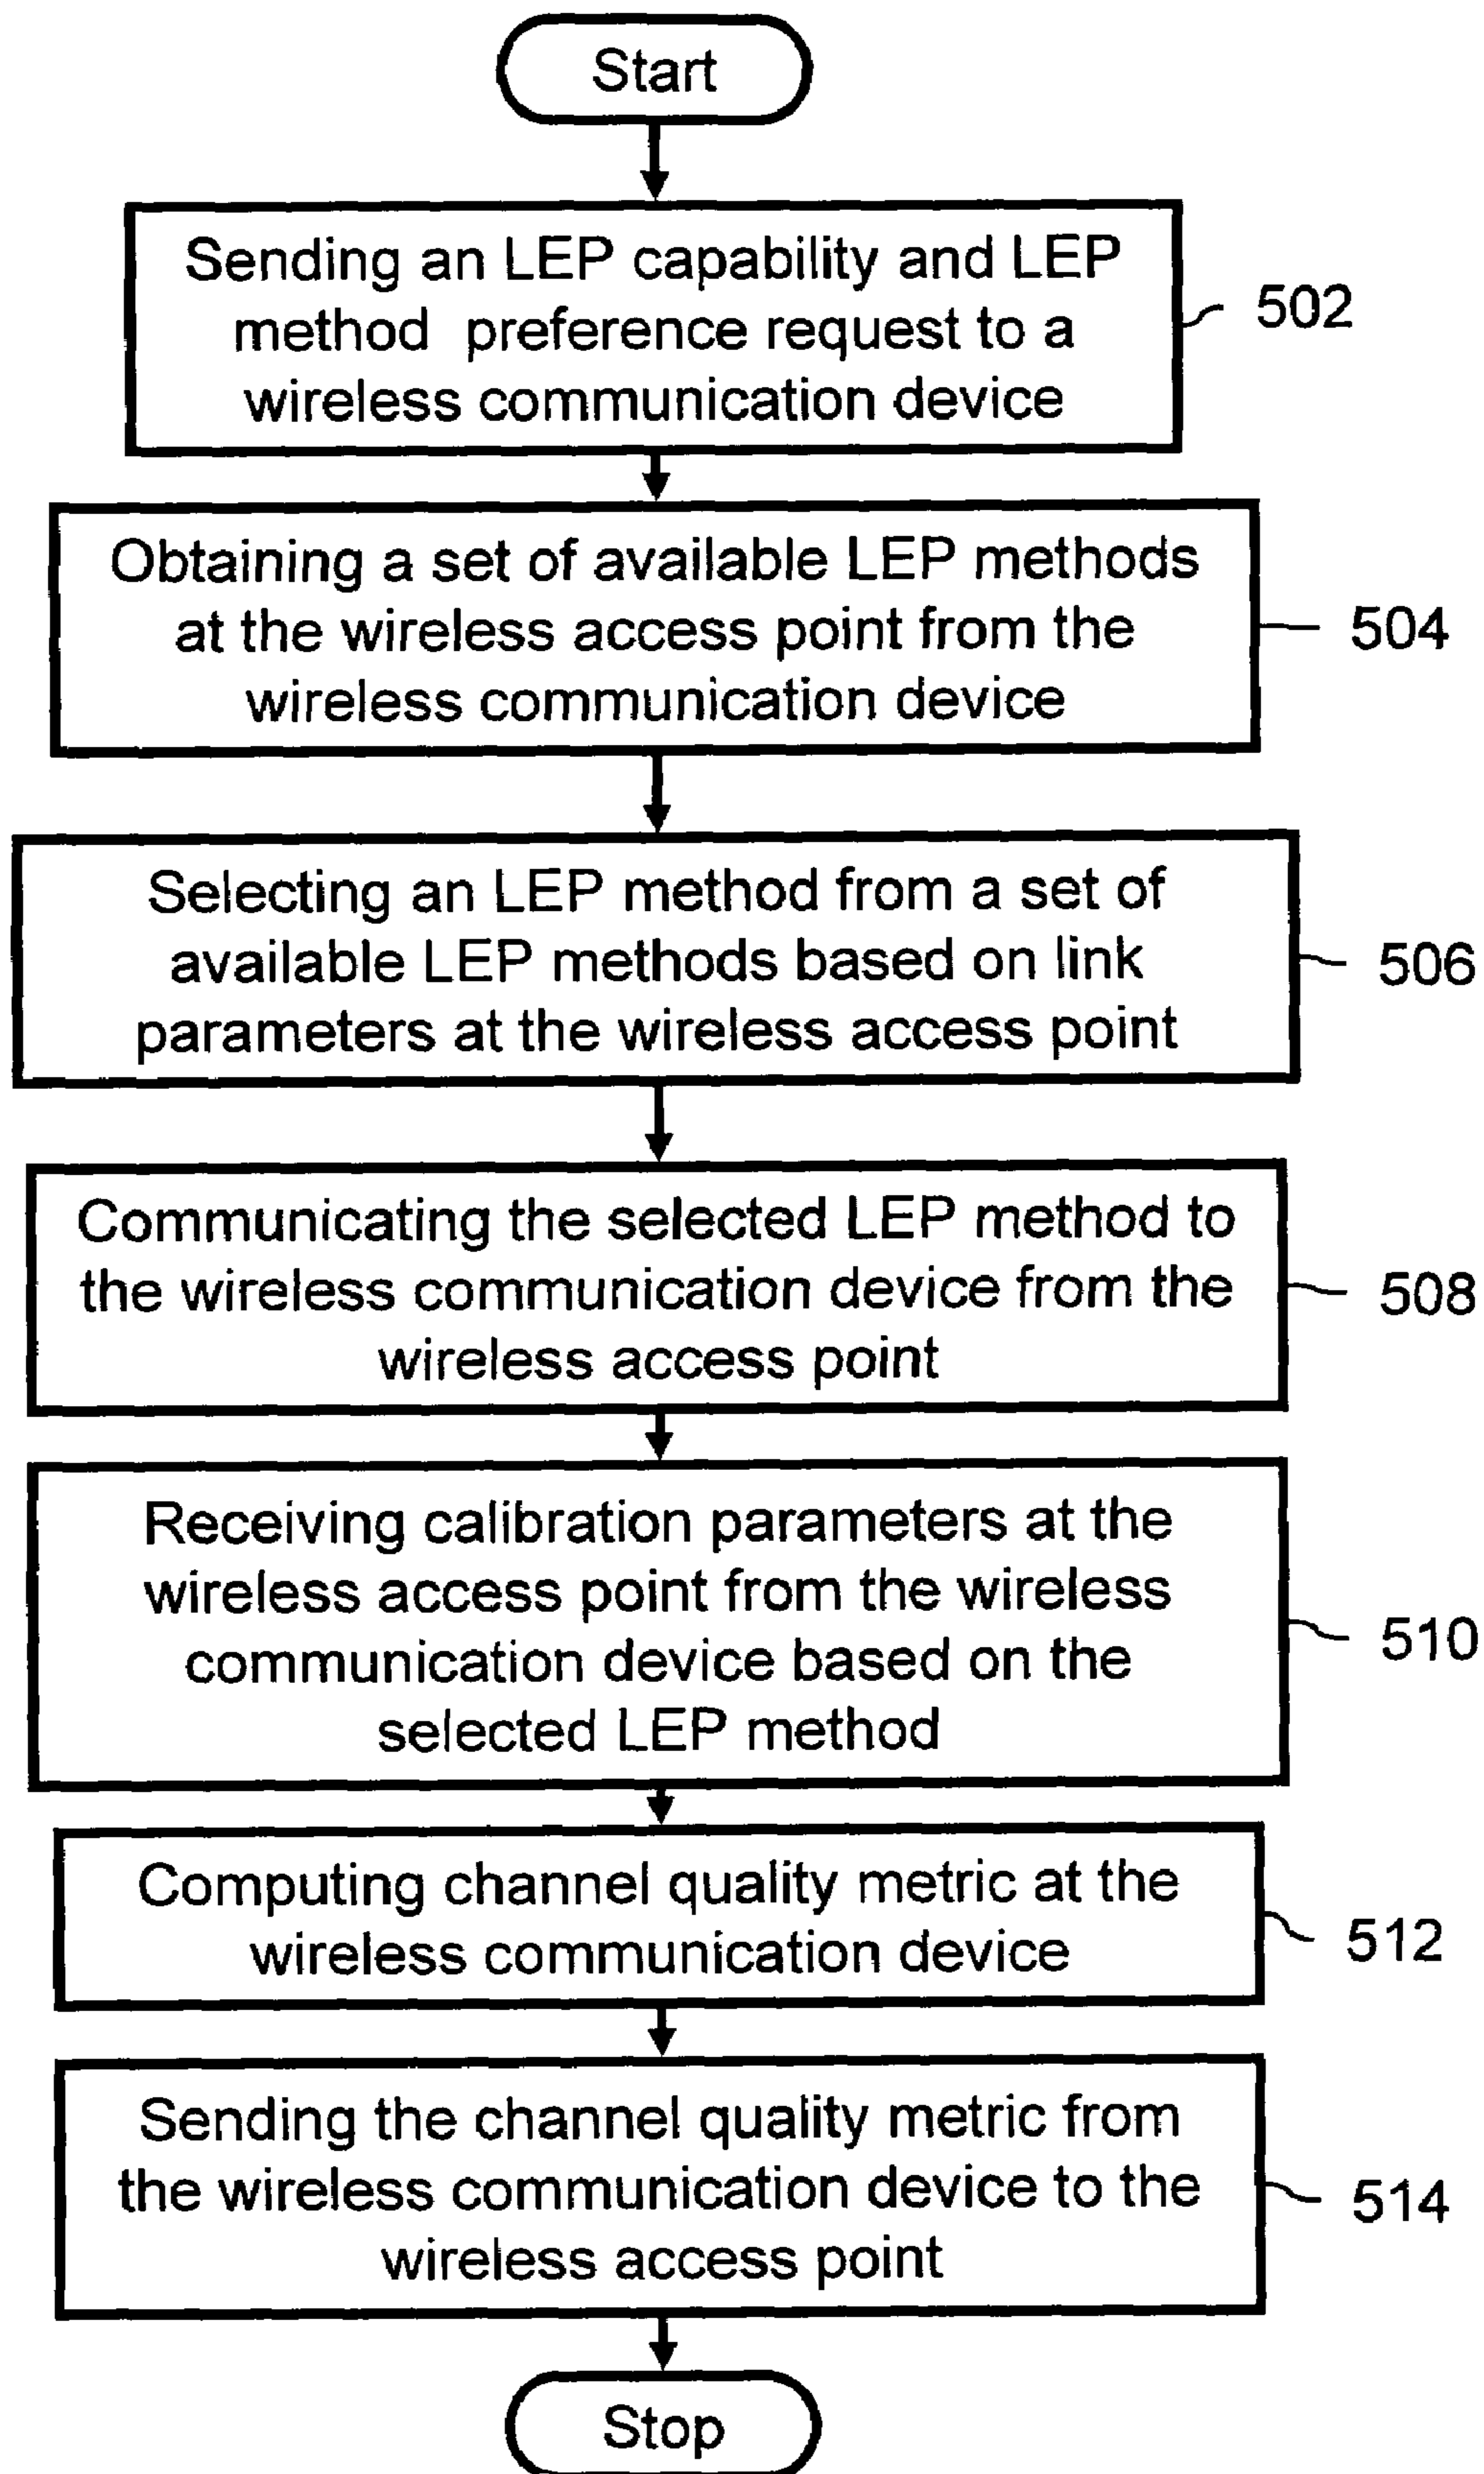 Start
Sending an LEP capability and LEP
method preference request to a
wireless communication device
502
Obtaining a set of available LEP methods
at the wireless access point from the
wireless communication device
504
Selecting an LEP method from a set of
available LEP methods based on link
parameters at the wireless access point
506
Communicating the selected LEP method to
the wireless communication device from the
wireless access point
508
Receiving calibration parameters at the
wireless access point from the wireless
communication device based on the
selected LEP method
510
Computing channel quality metric at the
wireless communication device
512
Sending the channel quality metric from
the wireless communication device to the
wireless access point
514
Stop